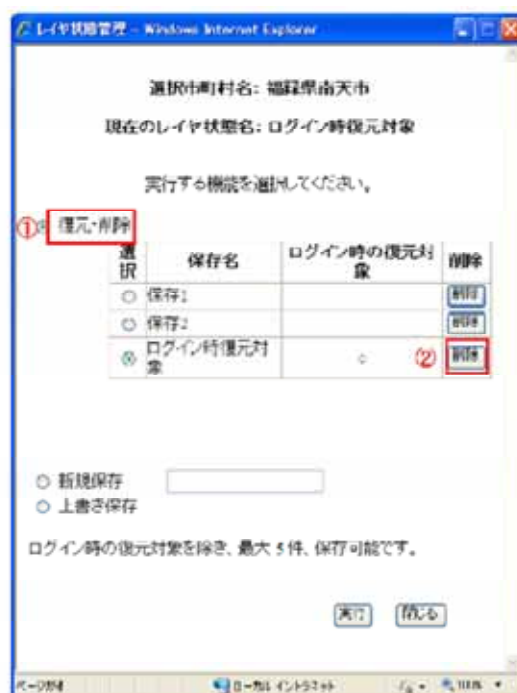 レイヤ状態管理 - Windows Internet Explorer
選択市町村名: 福録県南天市
現在のレイヤ状態名: ログイン時復元対象
実行する機能を選択してください。
① 復元・削除
選択 保存名 ログイン時の復元対象 削除
保存1 削除
保存2 削除
ログイン時復元対象 ○ ② 削除
新規保存
上書き保存
ログイン時の復元対象を除き、最大 5 件、保存可能です。
実行 閉じる
ローカル イントラネット 100%